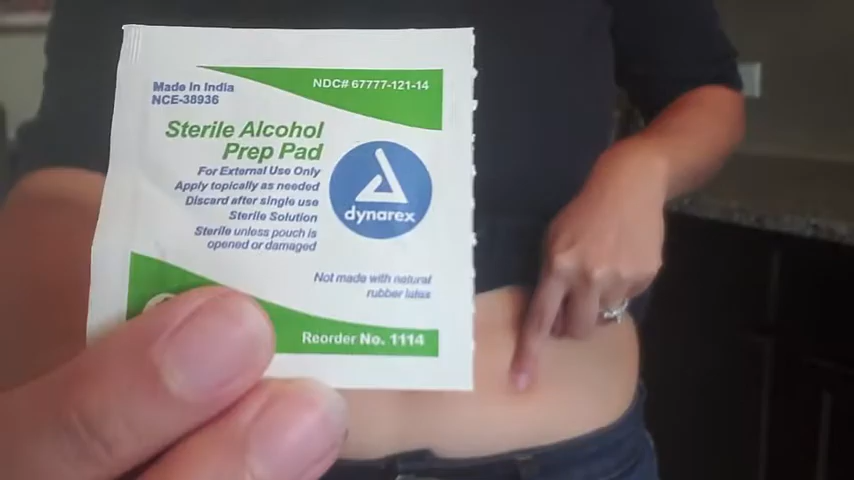 Made in India
NCE-38936
NDC# 67777-121-14
Sterile Alcohol
Prep Pad
For External Use Only
Apply topically as needed
Discard after single use
Sterile Solution
Sterile unless pouch is
opened or damaged
dynarex
Not made with natural
rubber latex
Reorder No. 1114